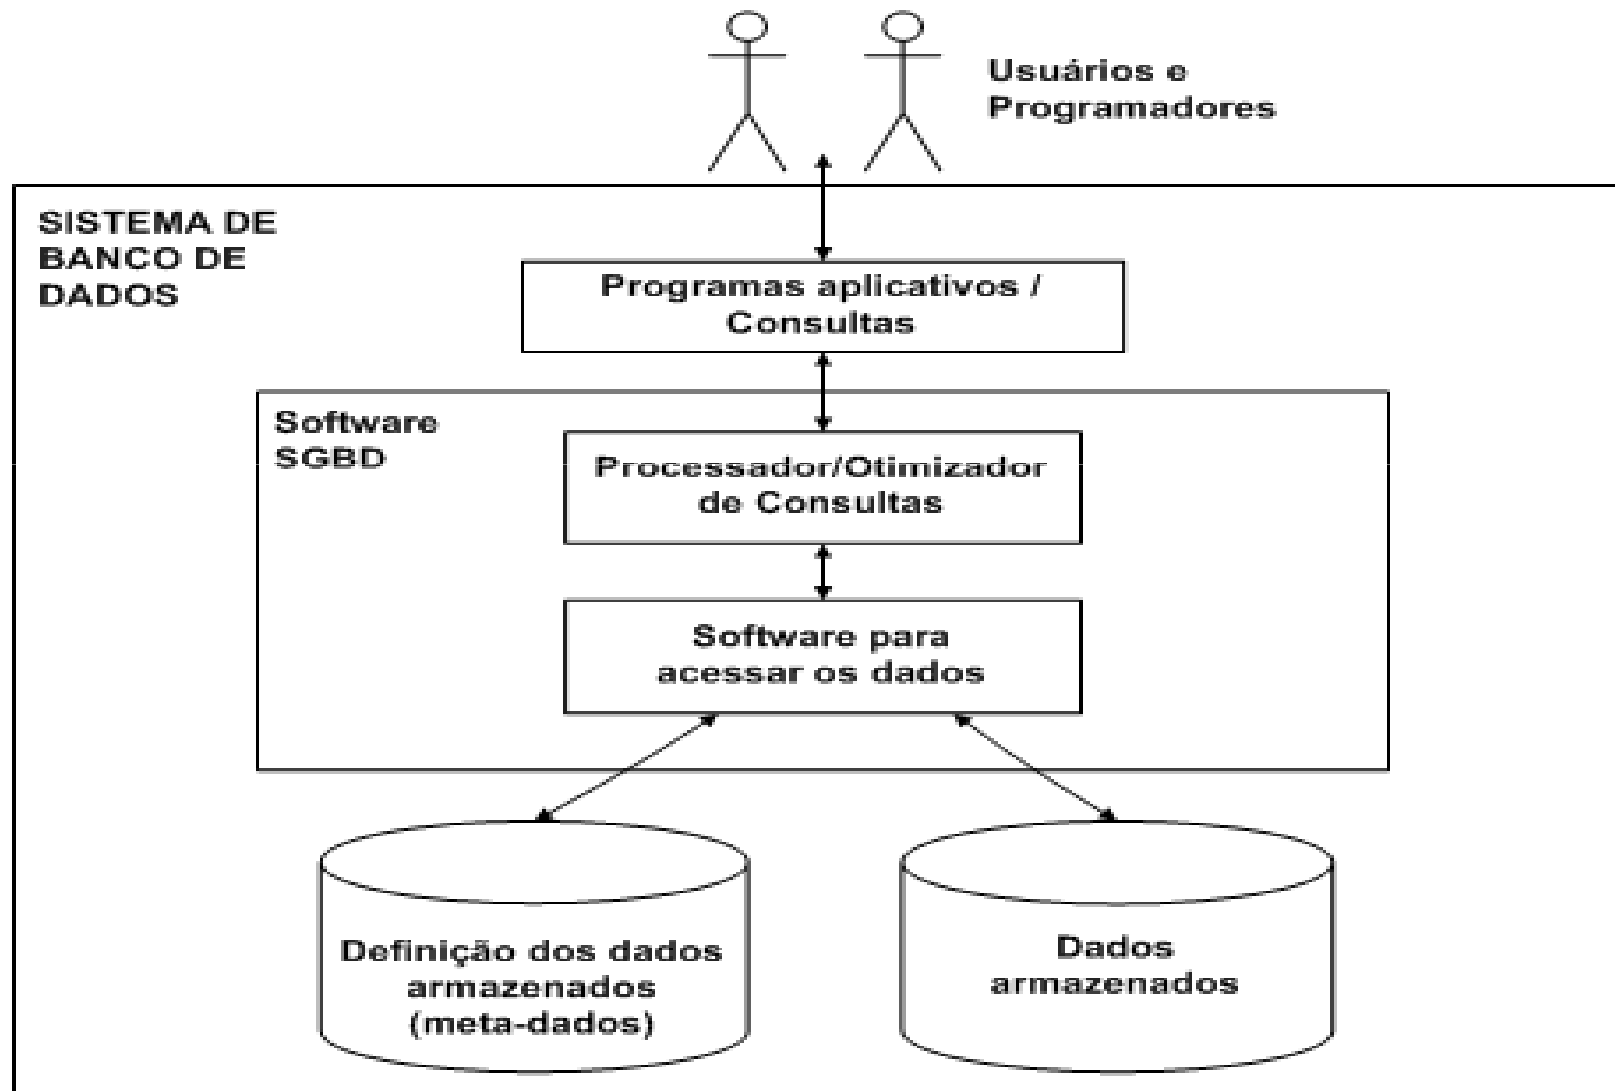 Usuários e
Programadores
SISTEMA DE
BANCO DE
DADOS
Programas aplicativos /
Consultas
Software
SGBD
Processador/Otimizador
de Consultas
Software para
acessar os dados
Definição dos dados
armazenados
(meta-dados)
Dados
armazenados